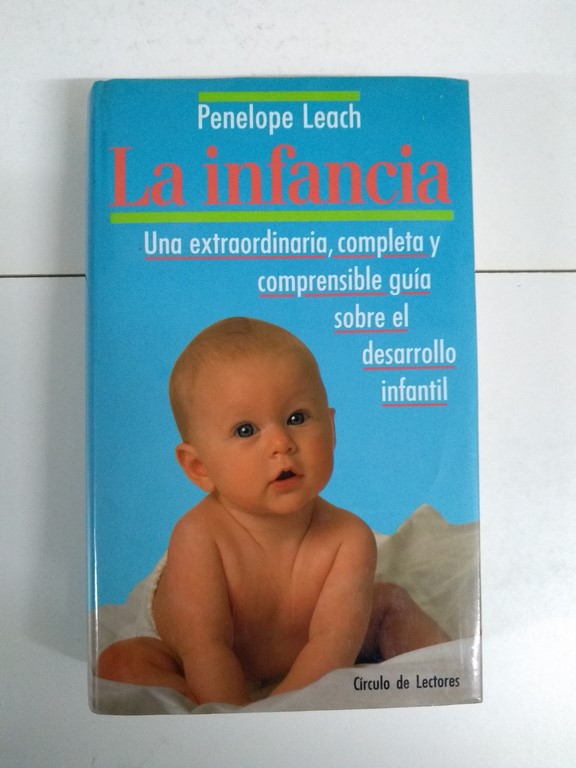 Penelope Leach
La infancia
Una extraordinaria, completa y
comprensible guía
sobre el
desarrollo
infantil
Círculo de Lectores